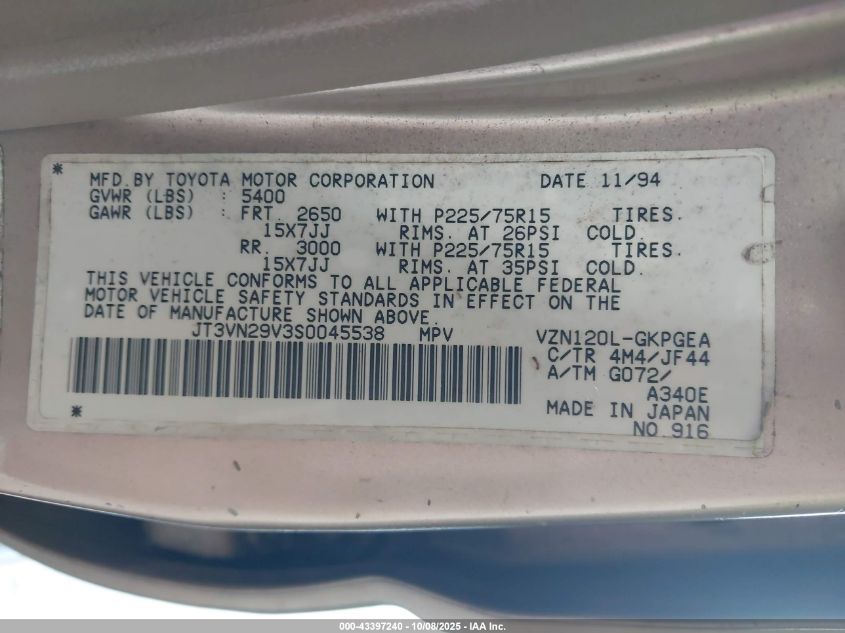 * MFD.BY TOYOTA MOTOR CORPORATION DATE 11/94
GVWR (LBS) : 5400
GAWR (LBS) : FRT. 2650 WITH P225/75R15 TIRES.
15X7JJ RIMS. AT 26PSI COLD.
RR. 3000 WITH P225/75R15 TIRES.
15X7JJ RIMS. AT 35PSI COLD.
THIS VEHICLE CONFORMS TO ALL APPLICABLE FEDERAL
MOTOR VEHICLE SAFETY STANDARDS IN EFFECT ON THE
DATE OF MANUFACTURE SHOWN ABOVE.
JT3VN29V3S0045538 MPV VZN120L-GKPGEA
C/TR 4M4/JF44
A/TM G072/
A340E
* MADE IN JAPAN
NO.916
000-43397240 - 10/08/2025 - IAA Inc.